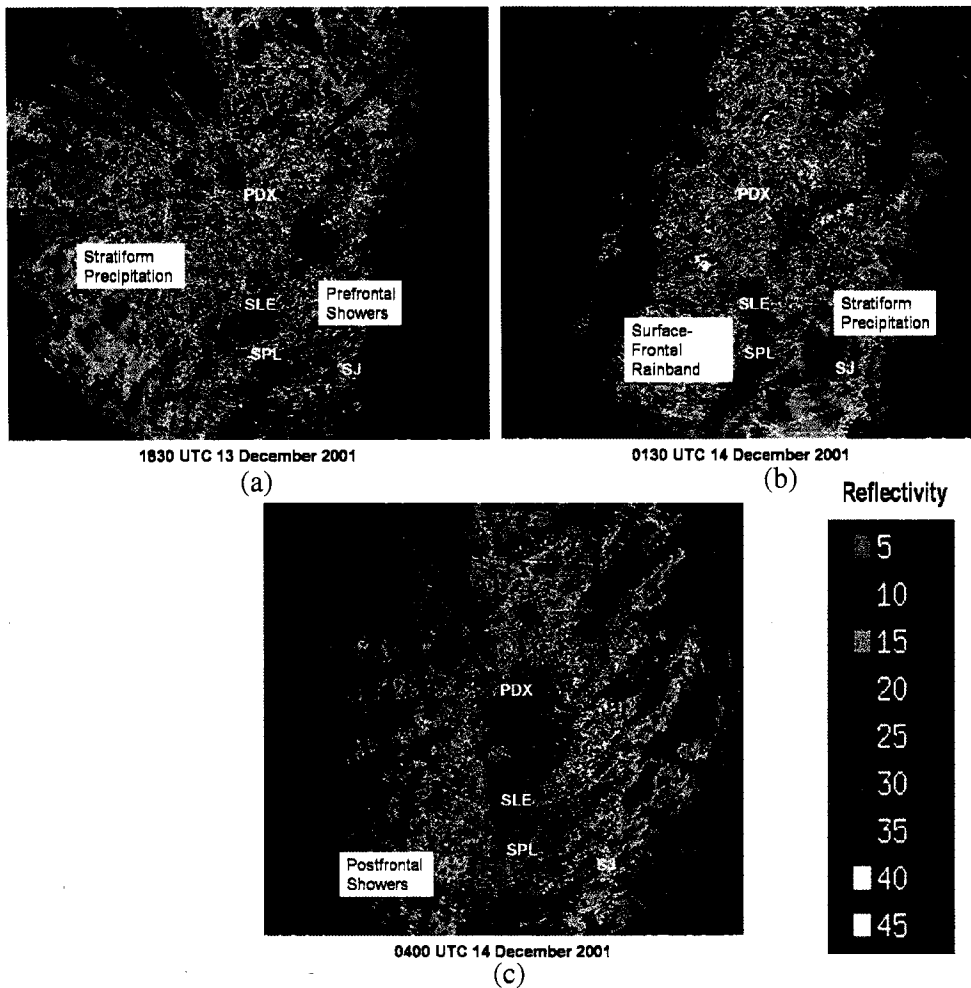 PDX
Stratiform
Precipitation
SLE
Prefrontal
Showers
SPL
SJ
1830 UTC 13 December 2001
(a)
PDX
SLE
Stratiform
Precipitation
Surface-
Frontal
Rainband
SPL
SJ
0130 UTC 14 December 2001
(b)
PDX
SLE
SPL
SJ
Postfrontal
Showers
0400 UTC 14 December 2001
(c)
Reflectivity
5
10
15
20
25
30
35
40
45